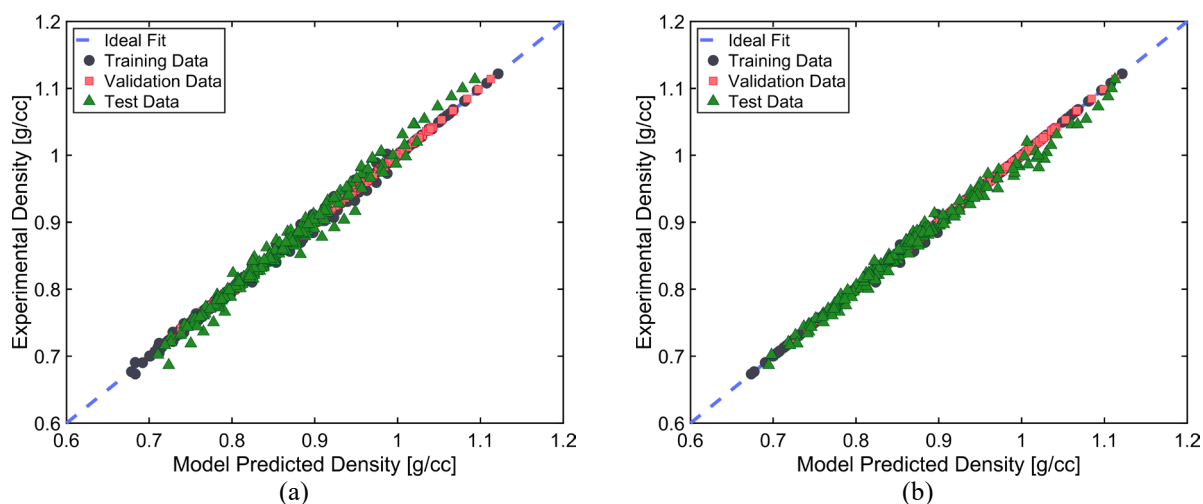 1.2
1.1
1
0.9
0.8
0.7
0.6
Experimental Density [g/cc]
Ideal Fit
Training Data
Validation Data
Test Data
0.6 0.7 0.8 0.9 1 1.1 1.2
Model Predicted Density [g/cc]
(a)
1.2
1.1
1
0.9
0.8
0.7
0.6
Experimental Density [g/cc]
Ideal Fit
Training Data
Validation Data
Test Data
0.6 0.7 0.8 0.9 1 1.1 1.2
Model Predicted Density [g/cc]
(b)